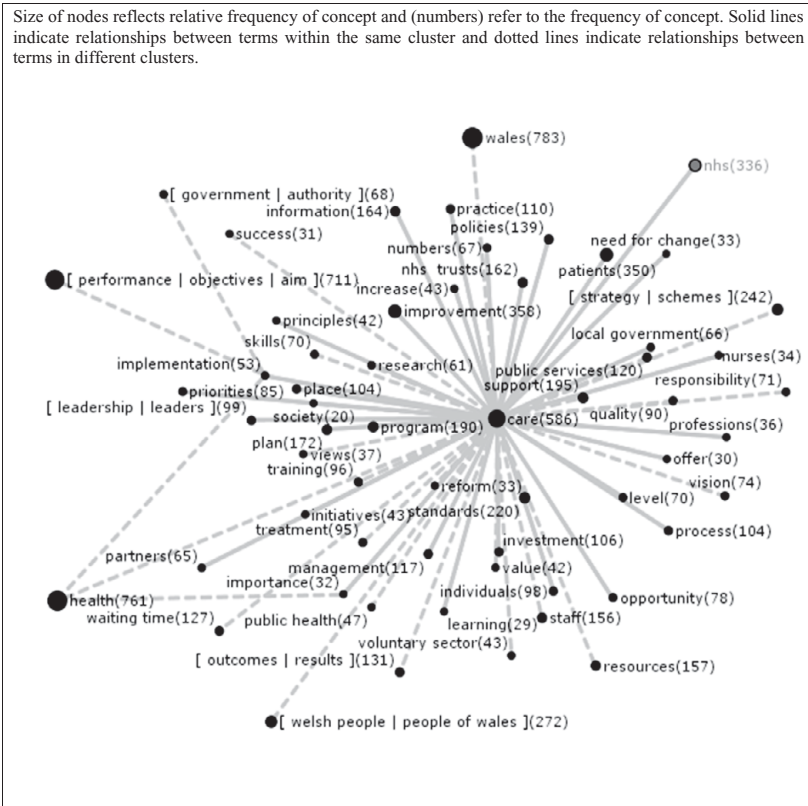 Size of nodes reflects relative frequency of concept and (numbers) refer to the frequency of concept. Solid lines
indicate relationships between terms within the same cluster and dotted lines indicate relationships between
terms in different clusters.
wales(783)
nhs(336)
[ government | authority ](68)
information(164)
practice(110)
policies(139)
success(31)
numbers(67)
need for change(33)
nhs trusts(162)
patients(350)
[ performance | objectives | aim ](711)
increase(43)
[ strategy | schemes ](242)
improvement(358)
principles(42)
local government(66)
skills(70)
nurses(34)
implementation(53)
research(61)
public services(120)
support(195)
responsibility(71)
priorities(85)
place(104)
[ leadership | leaders ](99)
society(20)
program(190)
care(586)
quality(90)
professions(36)
plan(172)
views(37)
offer(30)
training(96)
reform(33)
level(70)
vision(74)
initiatives(43)
standards(220)
treatment(95)
process(104)
investment(106)
partners(65)
management(117)
value(42)
importance(32)
individuals(98)
opportunity(78)
health(761)
waiting time(127)
public health(47)
learning(29)
staff(156)
voluntary sector(43)
[ outcomes | results ](131)
resources(157)
[ welsh people | people of wales ](272)